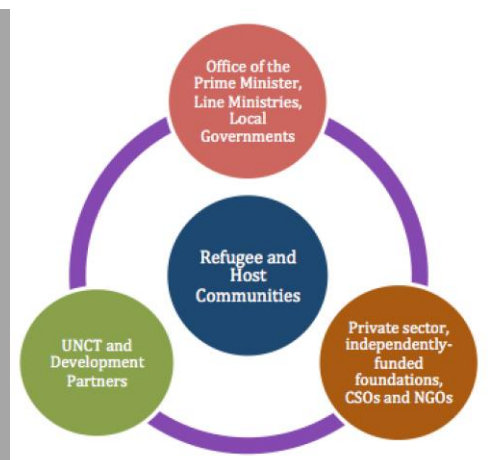 Office of the
Prime Minister,
Line Ministries,
Local
Governments
Refugee and
Host
Communities
UNCT and
Development
Partners
Private sector,
independently-
funded
foundations,
CSOs and NGOs